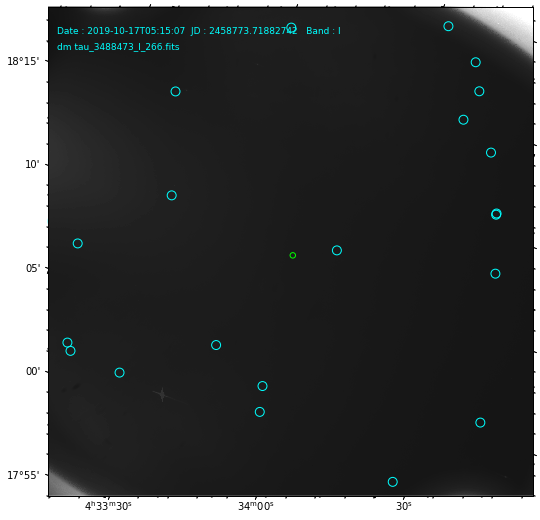 Date : 2019-10-17T05:15:07 JD : 2458773.71882742 Band : I
dm.tau_3488473_I_266.fits
18°15'
10'
05'
00'
17°55'
4ʰ33ᵐ30ˢ
34ᵐ00ˢ
30ˢ